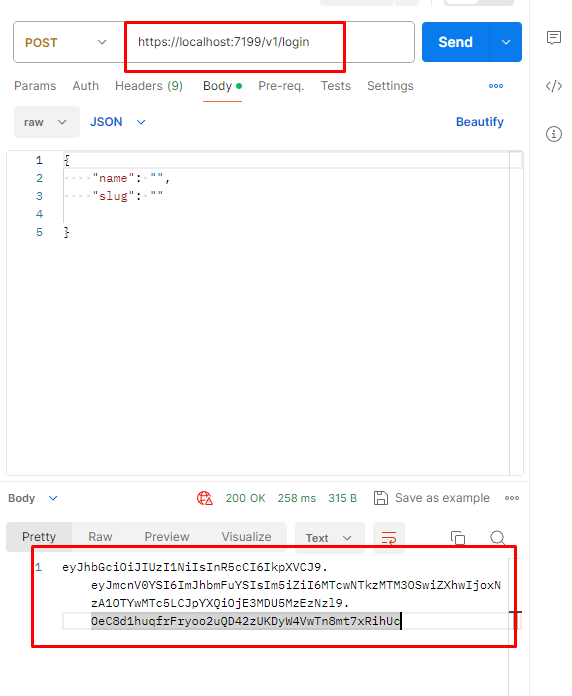 POST
https://localhost:7199/v1/login
Send
Params Auth Headers (9) Body Pre-req. Tests Settings
raw JSON Beautify
1 {
2 "name": "",
3 "slug": ""
4
5 }
Body 200 OK 258 ms 315 B Save as example
Pretty Raw Preview Visualize Text
1 eyJhbGciOiJIUzI1NiIsInR5cCI6IkpXVCJ9.
eyJmcnV0YSI6ImJhbmFuYSIsIm5iZiI6MTcwNTkzMTM3OSwiZXhwIjoxN
zA1OTYwMTc5LCJpYXQiOjE3MDU5MzEzNzl9.
OeC8d1huqfrFryoo2uQD42zUKDyW4VwTn8mt7xRihUc